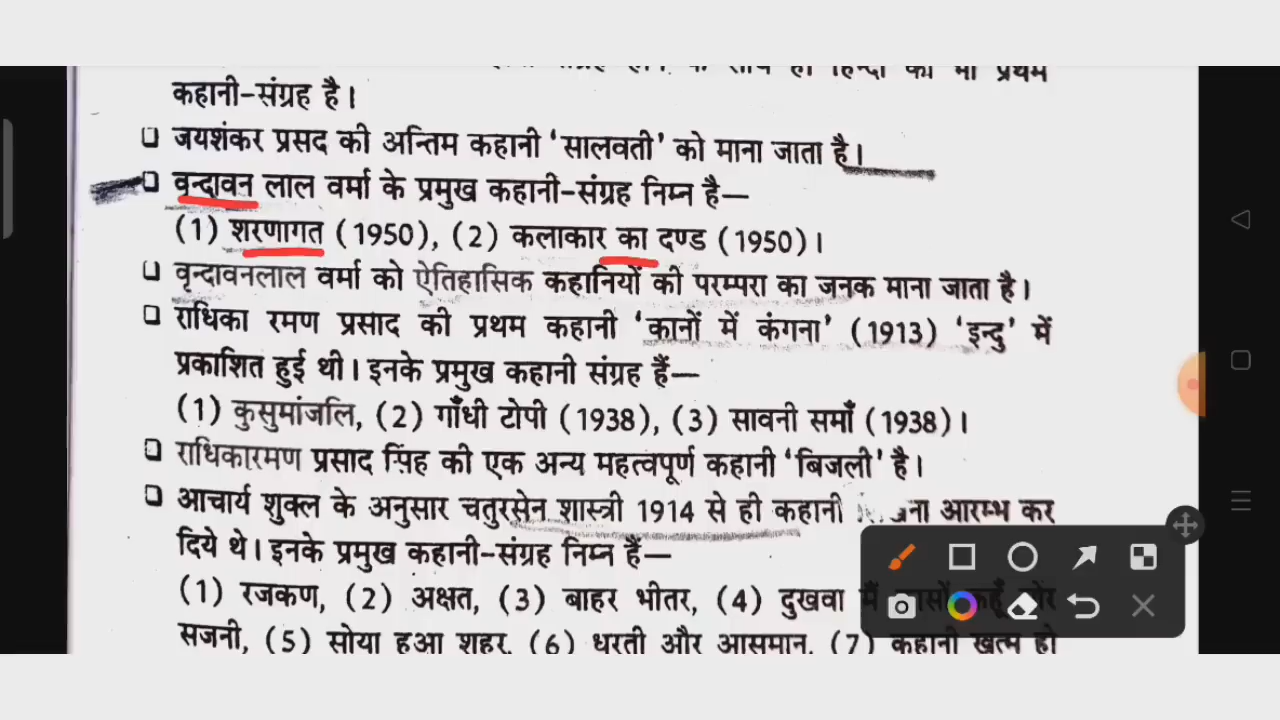 कहानी-संग्रह है।
❑ जयशंकर प्रसद की अन्तिम कहानी 'सालवती' को माना जाता है।
❑ वृन्दावन लाल वर्मा के प्रमुख कहानी-संग्रह निम्न है—
(1) शरणागत (1950), (2) कलाकार का दण्ड (1950)।
❑ वृन्दावनलाल वर्मा को ऐतिहासिक कहानियों की परम्परा का जनक माना जाता है।
❑ राधिका रमण प्रसाद की प्रथम कहानी 'कानों में कंगना' (1913) 'इन्दु' में
प्रकाशित हुई थी। इनके प्रमुख कहानी संग्रह हैं—
(1) कुसुमांजलि, (2) गाँधी टोपी (1938), (3) सावनी समाँ (1938)।
❑ राधिकारमण प्रसाद सिंह की एक अन्य महत्वपूर्ण कहानी 'बिजली' है।
❑ आचार्य शुक्ल के अनुसार चतुरसेन शास्त्री 1914 से ही कहानी आरम्भ कर
दिये थे। इनके प्रमुख कहानी-संग्रह निम्न हैं—
(1) रजकण, (2) अक्षत, (3) बाहर भीतर, (4) दुखवा मैं
सजनी, (5) सोया हुआ शहर, (6) धरती और आसमान, (7) कहानी खत्म हो